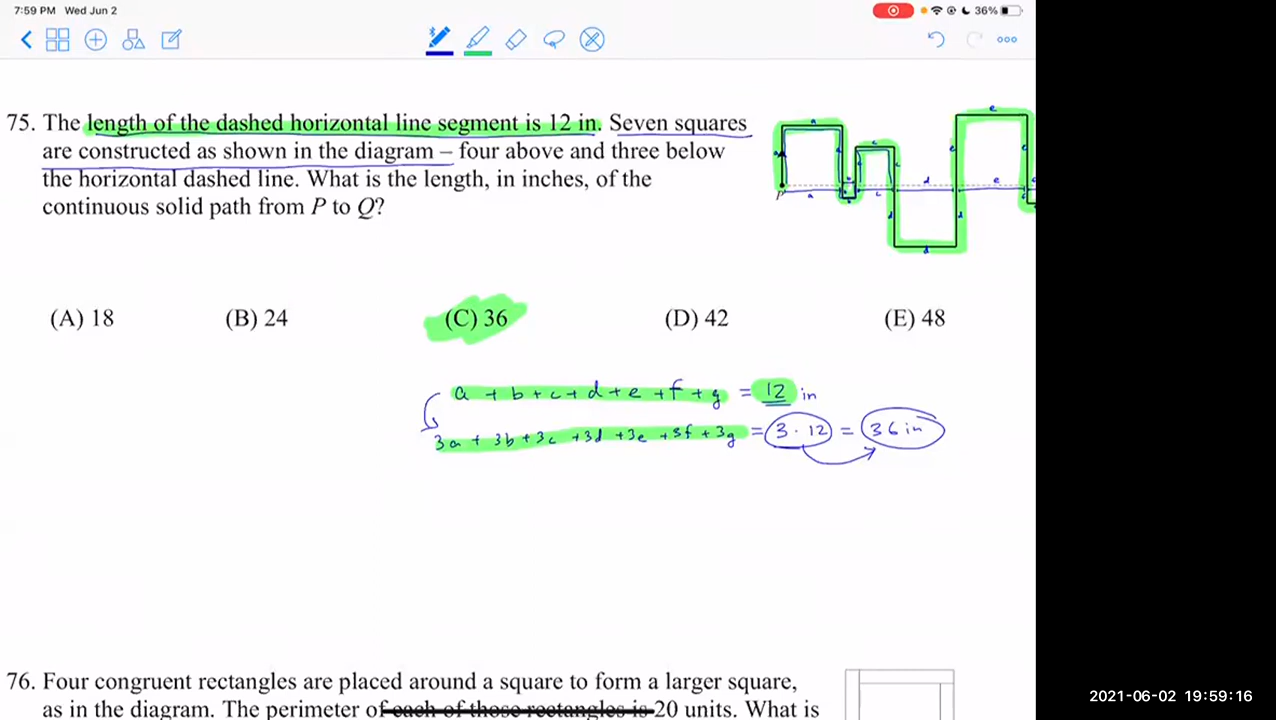 7:59 PM Wed Jun 2
36%
75. The length of the dashed horizontal line segment is 12 in. Seven squares
are constructed as shown in the diagram – four above and three below
the horizontal dashed line. What is the length, in inches, of the
continuous solid path from P to Q?
a
e
d
e
P
a
c
d
(A) 18 (B) 24 (C) 36 (D) 42 (E) 48
a + b + c + d + e + f + g = 12 in
3a + 3b + 3c + 3d + 3e + 3f + 3g = 3 · 12 = 36 in
76. Four congruent rectangles are placed around a square to form a larger square,
as in the diagram. The perimeter of each of those rectangles is 20 units. What is
2021-06-02 19:59:16